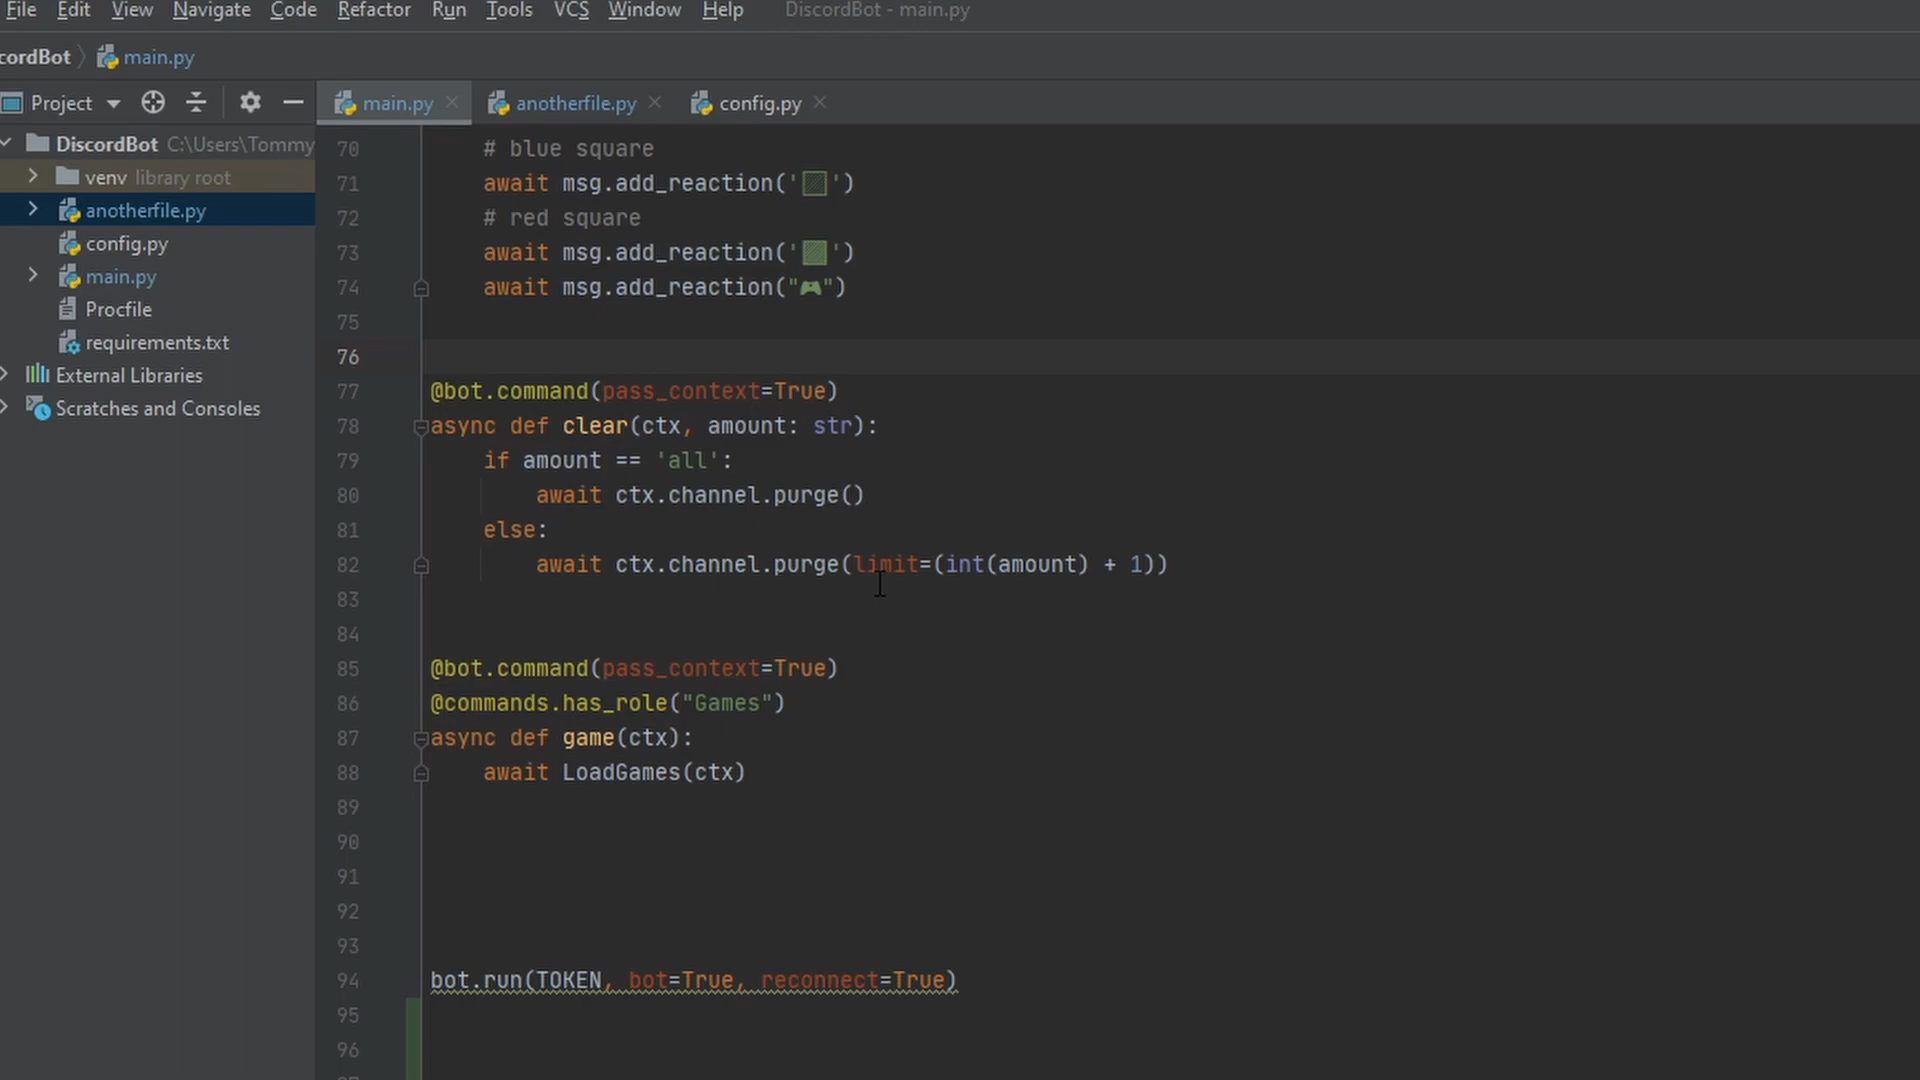 File Edit View Navigate Code Refactor Run Tools VCS Window Help DiscordBot - main.py
cordBot main.py
Project main.py anotherfile.py config.py
DiscordBot C:\Users\Tommy
venv library root
anotherfile.py
config.py
main.py
Procfile
requirements.txt
External Libraries
Scratches and Consoles
70 # blue square
71 await msg.add_reaction('🟦')
72 # red square
73 await msg.add_reaction('🟥')
74 await msg.add_reaction("🎮")
75
76
77 @bot.command(pass_context=True)
78 async def clear(ctx, amount: str):
79 if amount == 'all':
80 await ctx.channel.purge()
81 else:
82 await ctx.channel.purge(limit=(int(amount) + 1))
83
84
85 @bot.command(pass_context=True)
86 @commands.has_role("Games")
87 async def game(ctx):
88 await LoadGames(ctx)
89
90
91
92
93
94 bot.run(TOKEN, bot=True, reconnect=True)
95
96